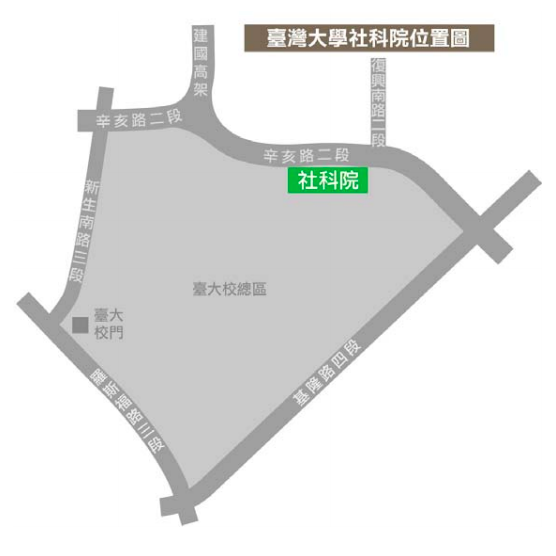 臺灣大學社科院位置圖
建國高架
復興南路二段
辛亥路二段
辛亥路二段
社科院
新生南路三段
臺大校總區
臺大
校門
基隆路四段
羅斯福路三段